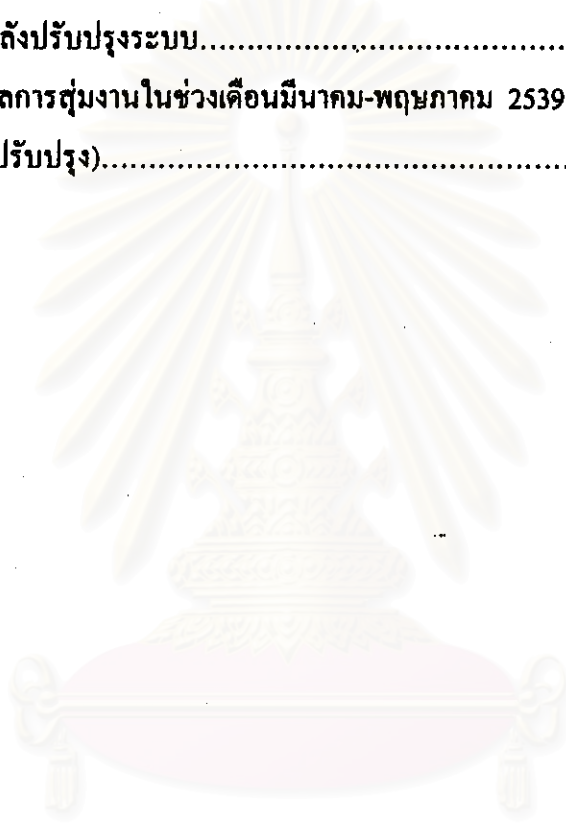 ลังปรับปรุงระบบ........................................
ลการสุ่มงานในช่วงเดือนมีนาคม-พฤษภาคม 2539
ปรับปรุง)..................................................